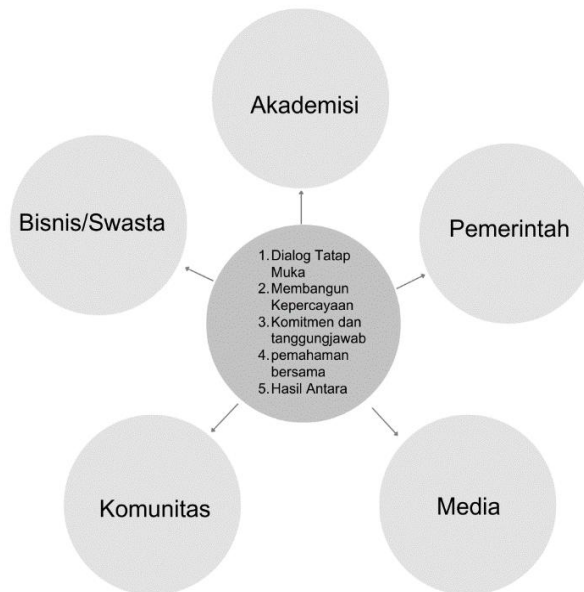 Akademisi
Bisnis/Swasta
Pemerintah
1.Dialog Tatap
Muka
2.Membangun
Kepercayaan
3.Komitmen dan
tanggungjawab
4.pemahaman
bersama
5.Hasil Antara
Komunitas
Media